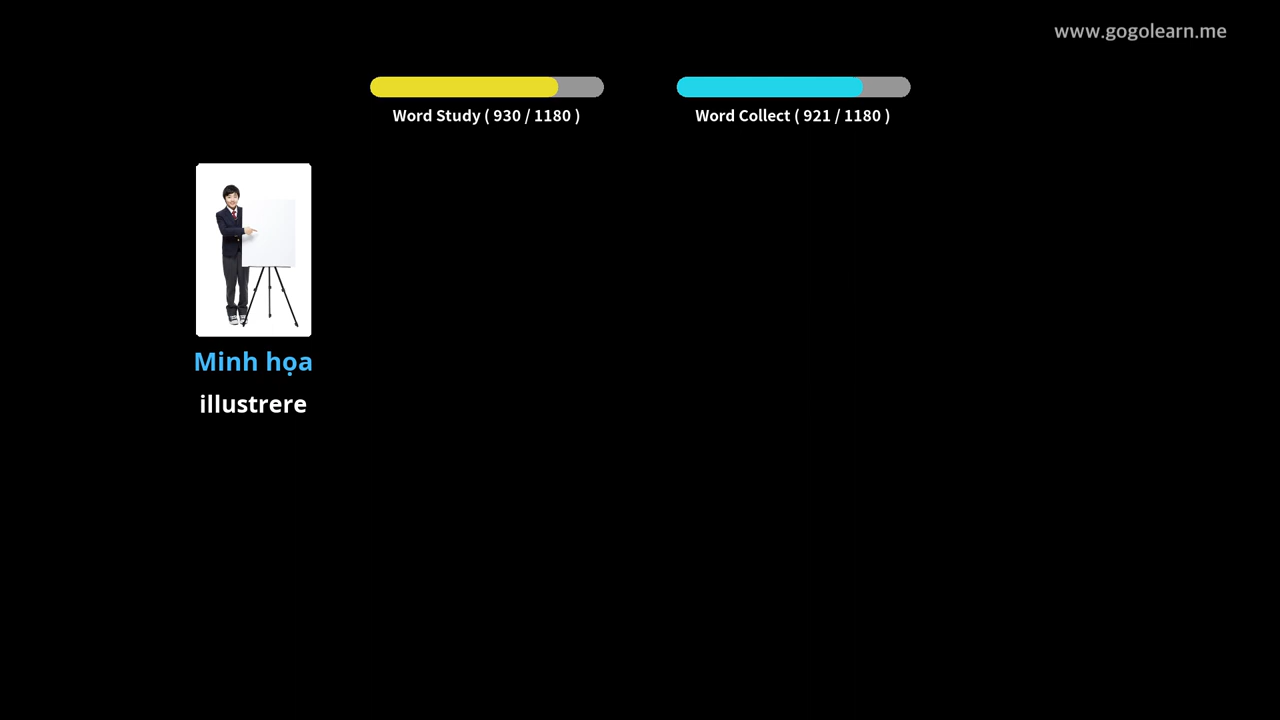 www.gogolearn.me
Word Study ( 930 / 1180 )
Word Collect ( 921 / 1180 )
Minh họa
illustrere